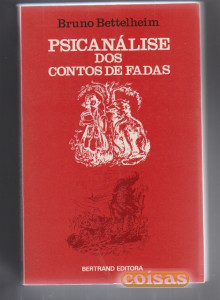 Bruno Bettelheim
PSICANÁLISE
DOS
CONTOS DE FADAS
BERTRAND EDITORA
coisas